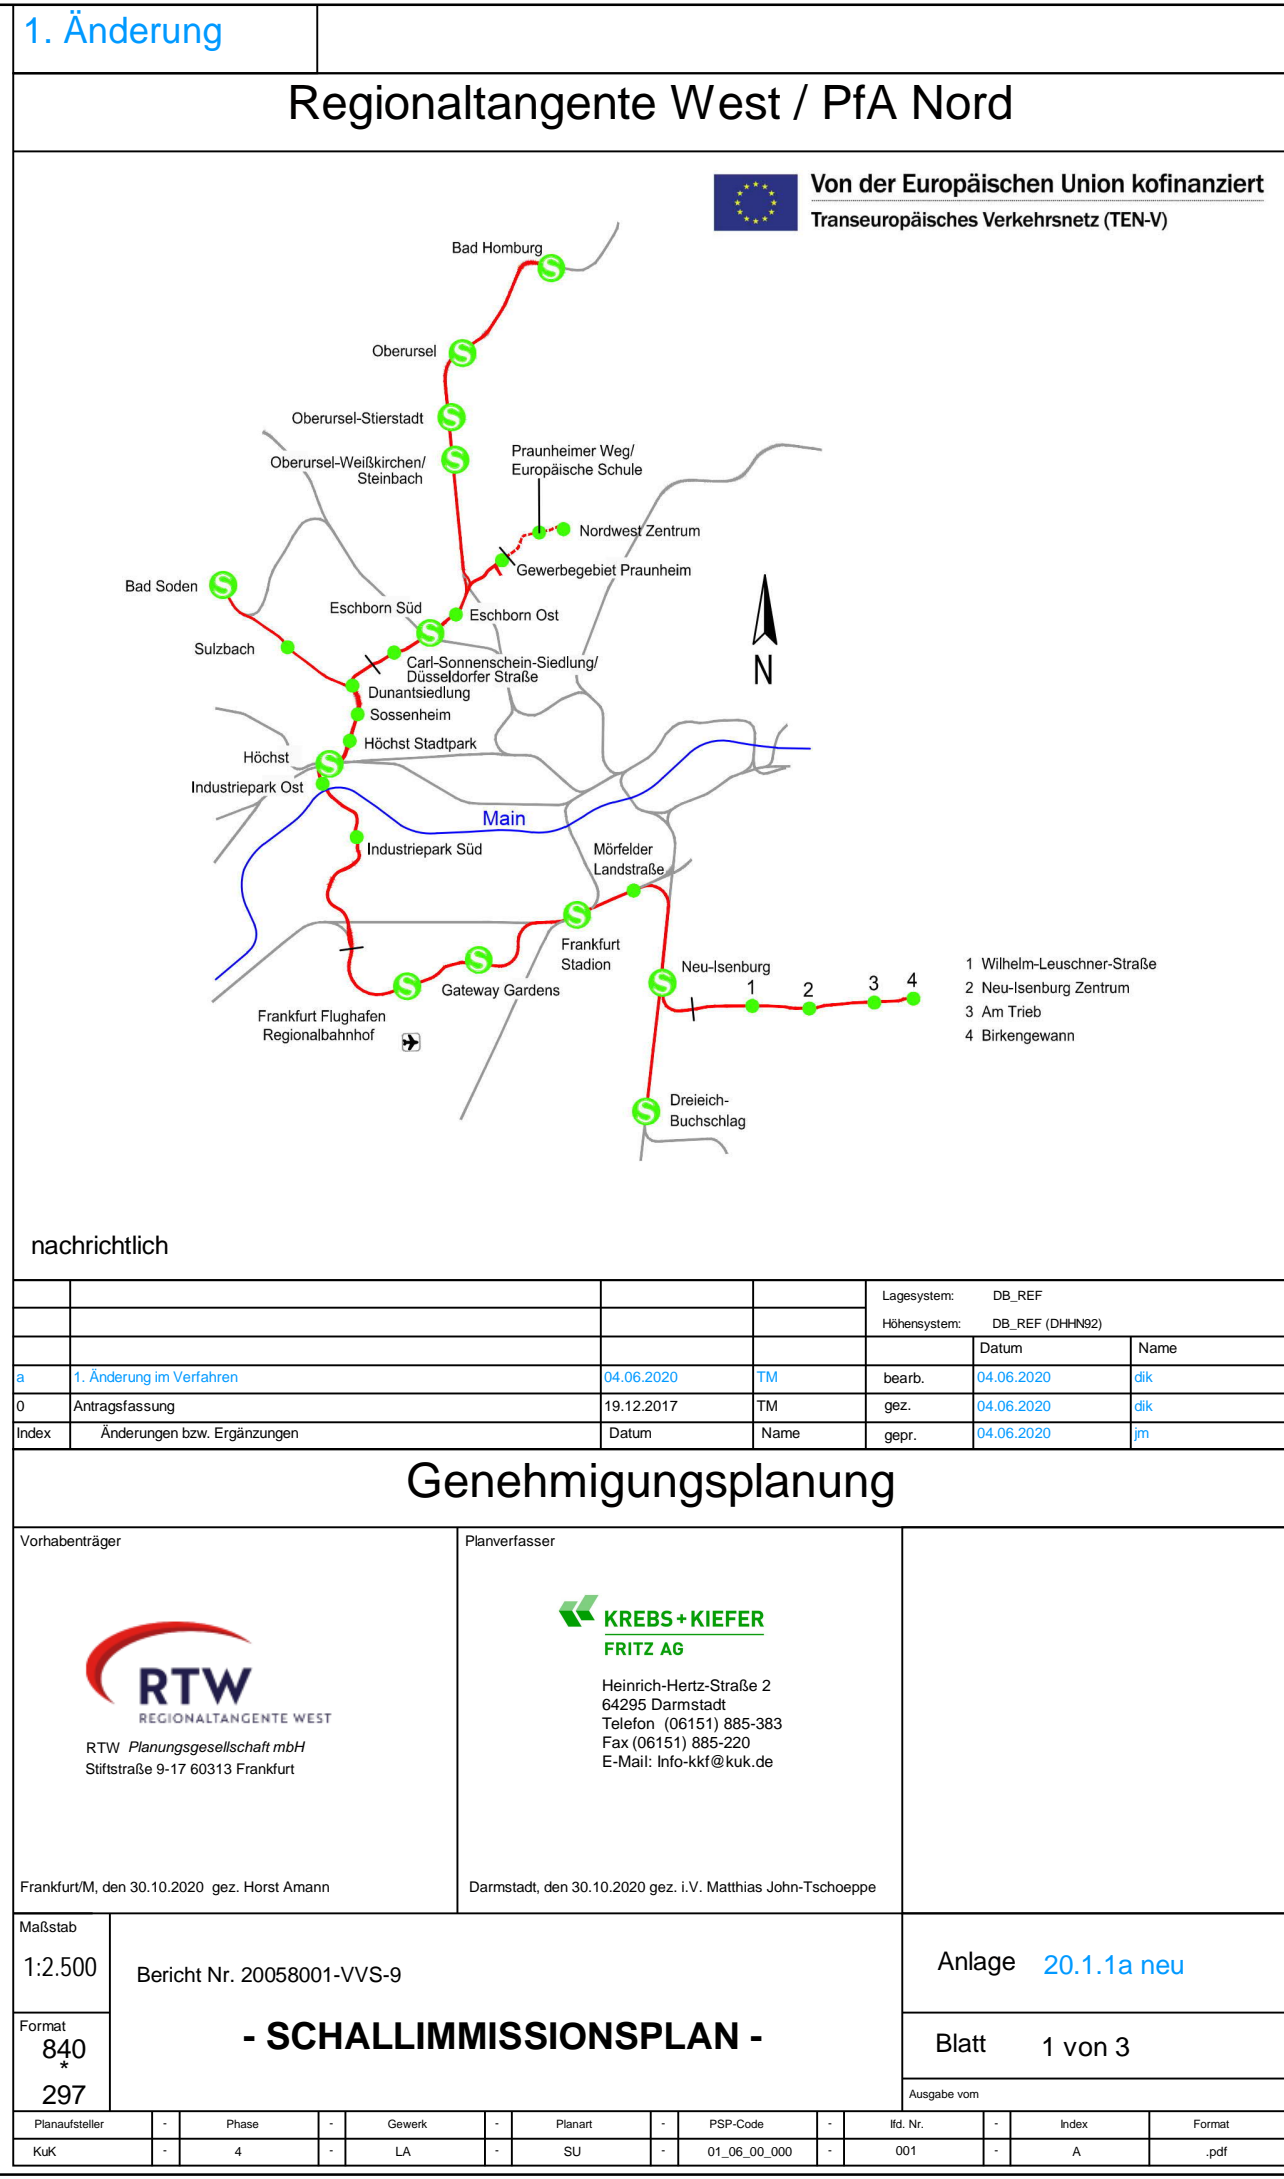 1. Änderung
Regionaltangente West / PfA Nord
Von der Europäischen Union kofinanziert
Transeuropäisches Verkehrsnetz (TEN-V)
Bad Homburg
Oberursel
Oberursel-Stierstadt
Oberursel-Weißkirchen/
Steinbach
Praunheimer Weg/
Europäische Schule
Nordwest Zentrum
Gewerbegebiet Praunheim
Bad Soden
Eschborn Süd
Eschborn Ost
Sulzbach
Carl-Sonnenschein-Siedlung/
Düsseldorfer Straße
Dunantsiedlung
N
Sossenheim
Höchst Stadtpark
Höchst
Industriepark Ost
Main
Industriepark Süd
Mörfelder
Landstraße
Frankfurt
Stadion
Gateway Gardens
Frankfurt Flughafen
Regionalbahnhof
Neu-Isenburg
1 2 3 4
1 Wilhelm-Leuschner-Straße
2 Neu-Isenburg Zentrum
3 Am Trieb
4 Birkengewann
Dreieich-
Buchschlag
S S S S S S S S S S S S
nachrichtlich
Lagesystem: DB_REF
Höhensystem: DB_REF (DHHN92)
Datum Name
a 1. Änderung im Verfahren 04.06.2020 TM bearb. 04.06.2020 dik
0 Antragsfassung 19.12.2017 TM gez. 04.06.2020 dik
Index Änderungen bzw. Ergänzungen Datum Name gepr. 04.06.2020 jm
Genehmigungsplanung
Vorhabenträger
RTW
REGIONALTANGENTE WEST
RTW Planungsgesellschaft mbH
Stiftstraße 9-17 60313 Frankfurt
Frankfurt/M, den 30.10.2020 gez. Horst Amann
Planverfasser
KREBS+KIEFER
FRITZ AG
Heinrich-Hertz-Straße 2
64295 Darmstadt
Telefon (06151) 885-383
Fax (06151) 885-220
E-Mail: Info-kkf@kuk.de
Darmstadt, den 30.10.2020 gez. i.V. Matthias John-Tschoeppe
Maßstab
1:2.500
Bericht Nr. 20058001-VVS-9
Anlage 20.1.1a neu
Format
840
*
297
- SCHALLIMMISSIONSPLAN -
Blatt 1 von 3
Ausgabe vom
Planaufsteller - Phase - Gewerk - Planart - PSP-Code - lfd. Nr. - Index Format
KuK - 4 - LA - SU - 01_06_00_000 - 001 - A .pdf